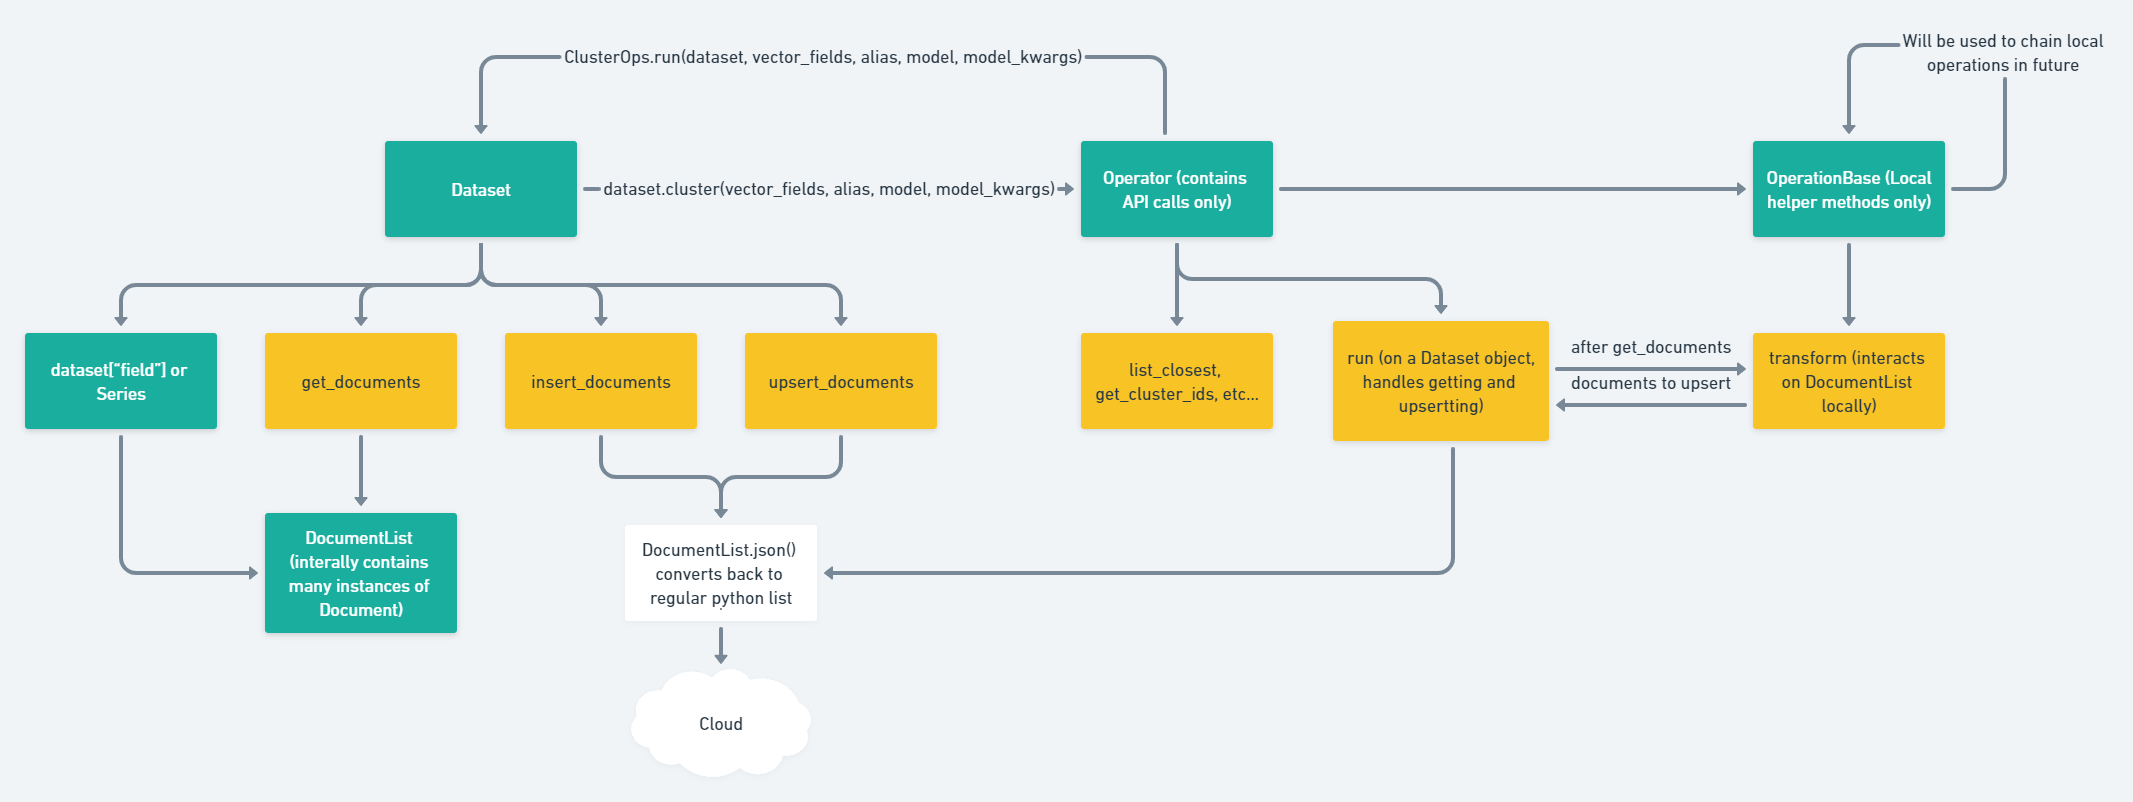 ClusterOps.run(dataset, vector_fields, alias, model, model_kwargs)
Will be used to chain local
operations in future
Dataset
dataset.cluster(vector_fields, alias, model, model_kwargs)
Operator (contains
API calls only)
OperationBase (Local
helper methods only)
dataset[“field”] or
Series
get_documents
insert_documents
upsert_documents
list_closest,
get_cluster_ids, etc...
run (on a Dataset object,
handles getting and
upsertting)
after get_documents
documents to upsert
transform (interacts
on DocumentList
locally)
DocumentList
(interally contains
many instances of
Document)
DocumentList.json()
converts back to
regular python list
Cloud